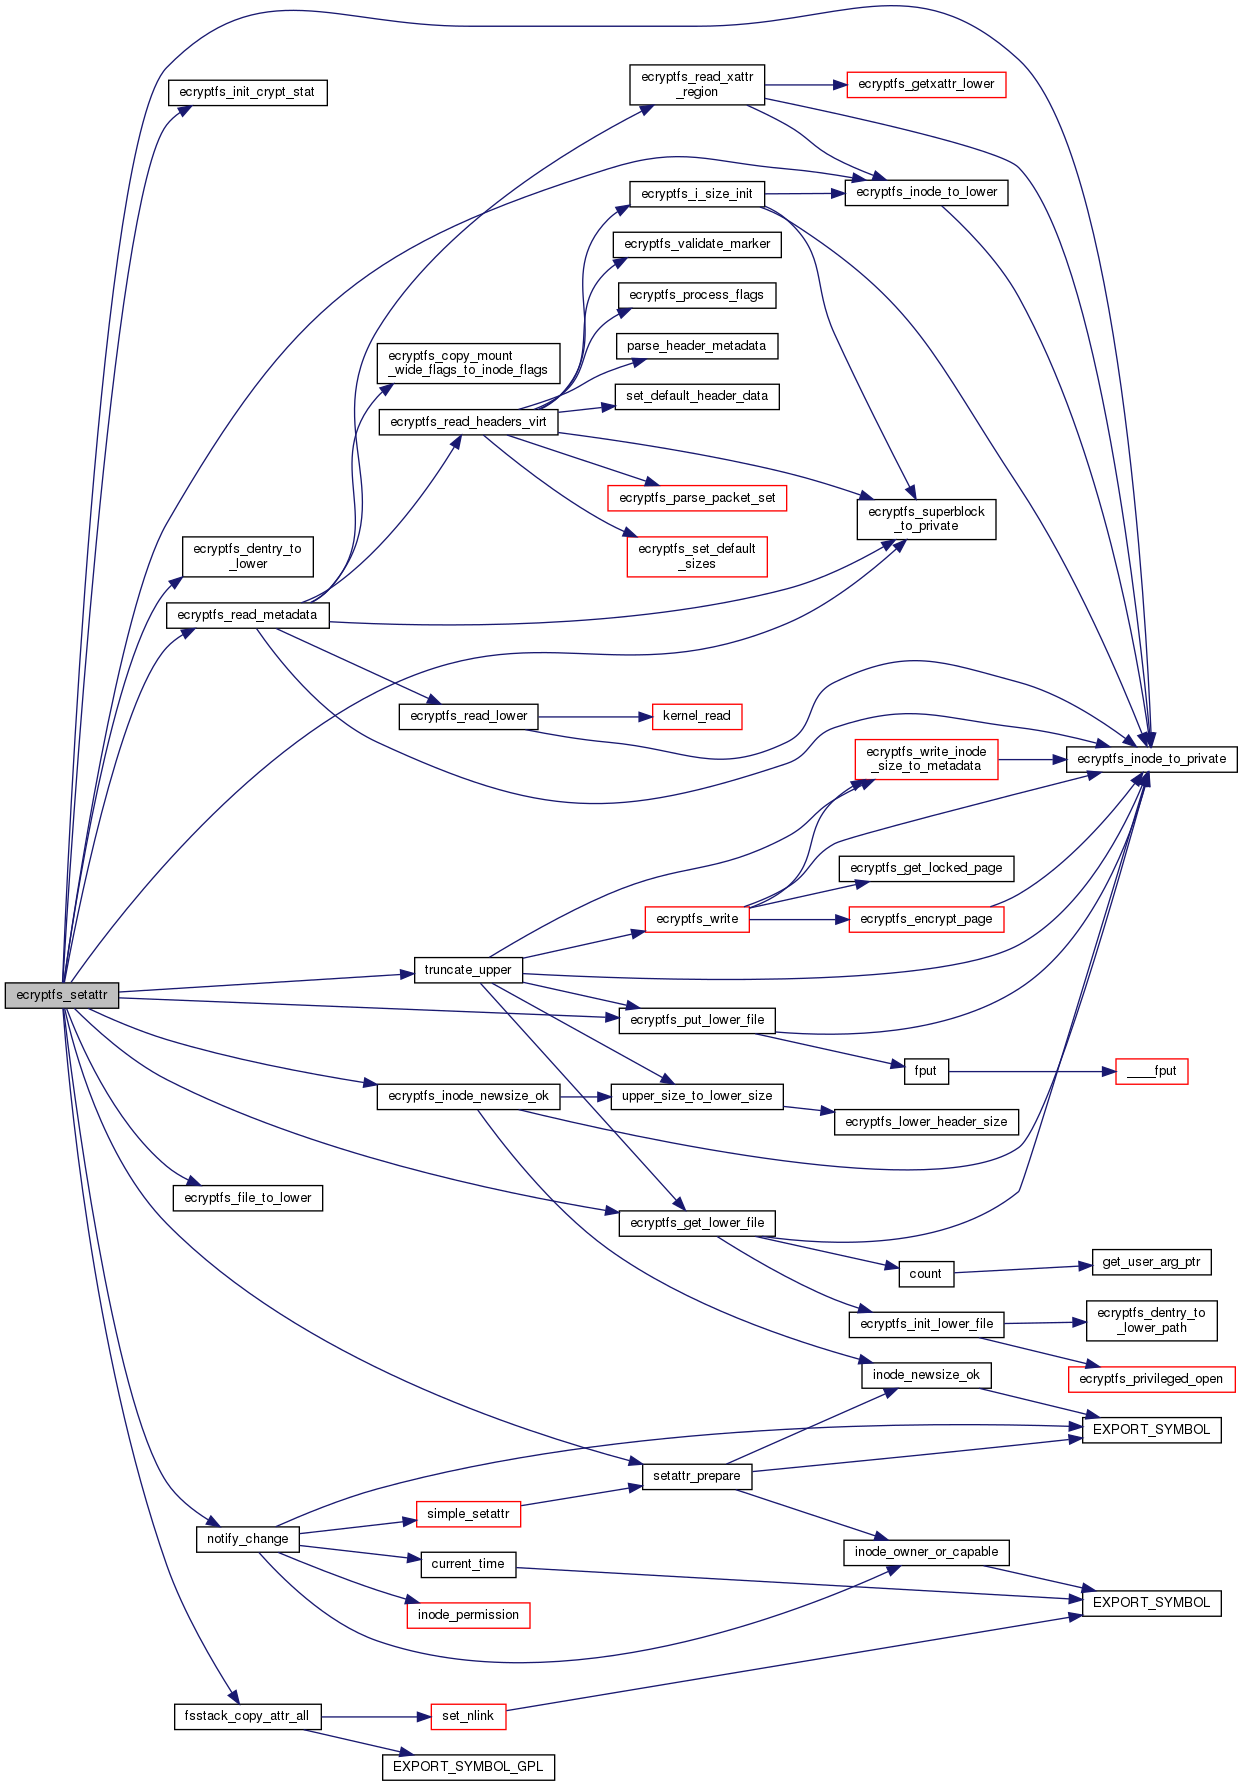 ecryptfs_read_xattr
_region
ecryptfs_getxattr_lower
ecryptfs_init_crypt_stat
ecryptfs_i_size_init
ecryptfs_inode_to_lower
ecryptfs_validate_marker
ecryptfs_process_flags
parse_header_metadata
ecryptfs_copy_mount
_wide_flags_to_inode_flags
set_default_header_data
ecryptfs_read_headers_virt
ecryptfs_parse_packet_set
ecryptfs_superblock
_to_private
ecryptfs_dentry_to
_lower
ecryptfs_set_default
_sizes
ecryptfs_read_metadata
ecryptfs_read_lower
kernel_read
ecryptfs_write_inode
_size_to_metadata
ecryptfs_inode_to_private
ecryptfs_get_locked_page
ecryptfs_write
ecryptfs_encrypt_page
truncate_upper
ecryptfs_setattr
ecryptfs_put_lower_file
fput
____fput
ecryptfs_inode_newsize_ok
upper_size_to_lower_size
ecryptfs_lower_header_size
ecryptfs_file_to_lower
ecryptfs_get_lower_file
get_user_arg_ptr
count
ecryptfs_init_lower_file
ecryptfs_dentry_to
_lower_path
inode_newsize_ok
ecryptfs_privileged_open
EXPORT_SYMBOL
setattr_prepare
simple_setattr
notify_change
inode_owner_or_capable
current_time
inode_permission
EXPORT_SYMBOL
fsstack_copy_attr_all
set_nlink
EXPORT_SYMBOL_GPL